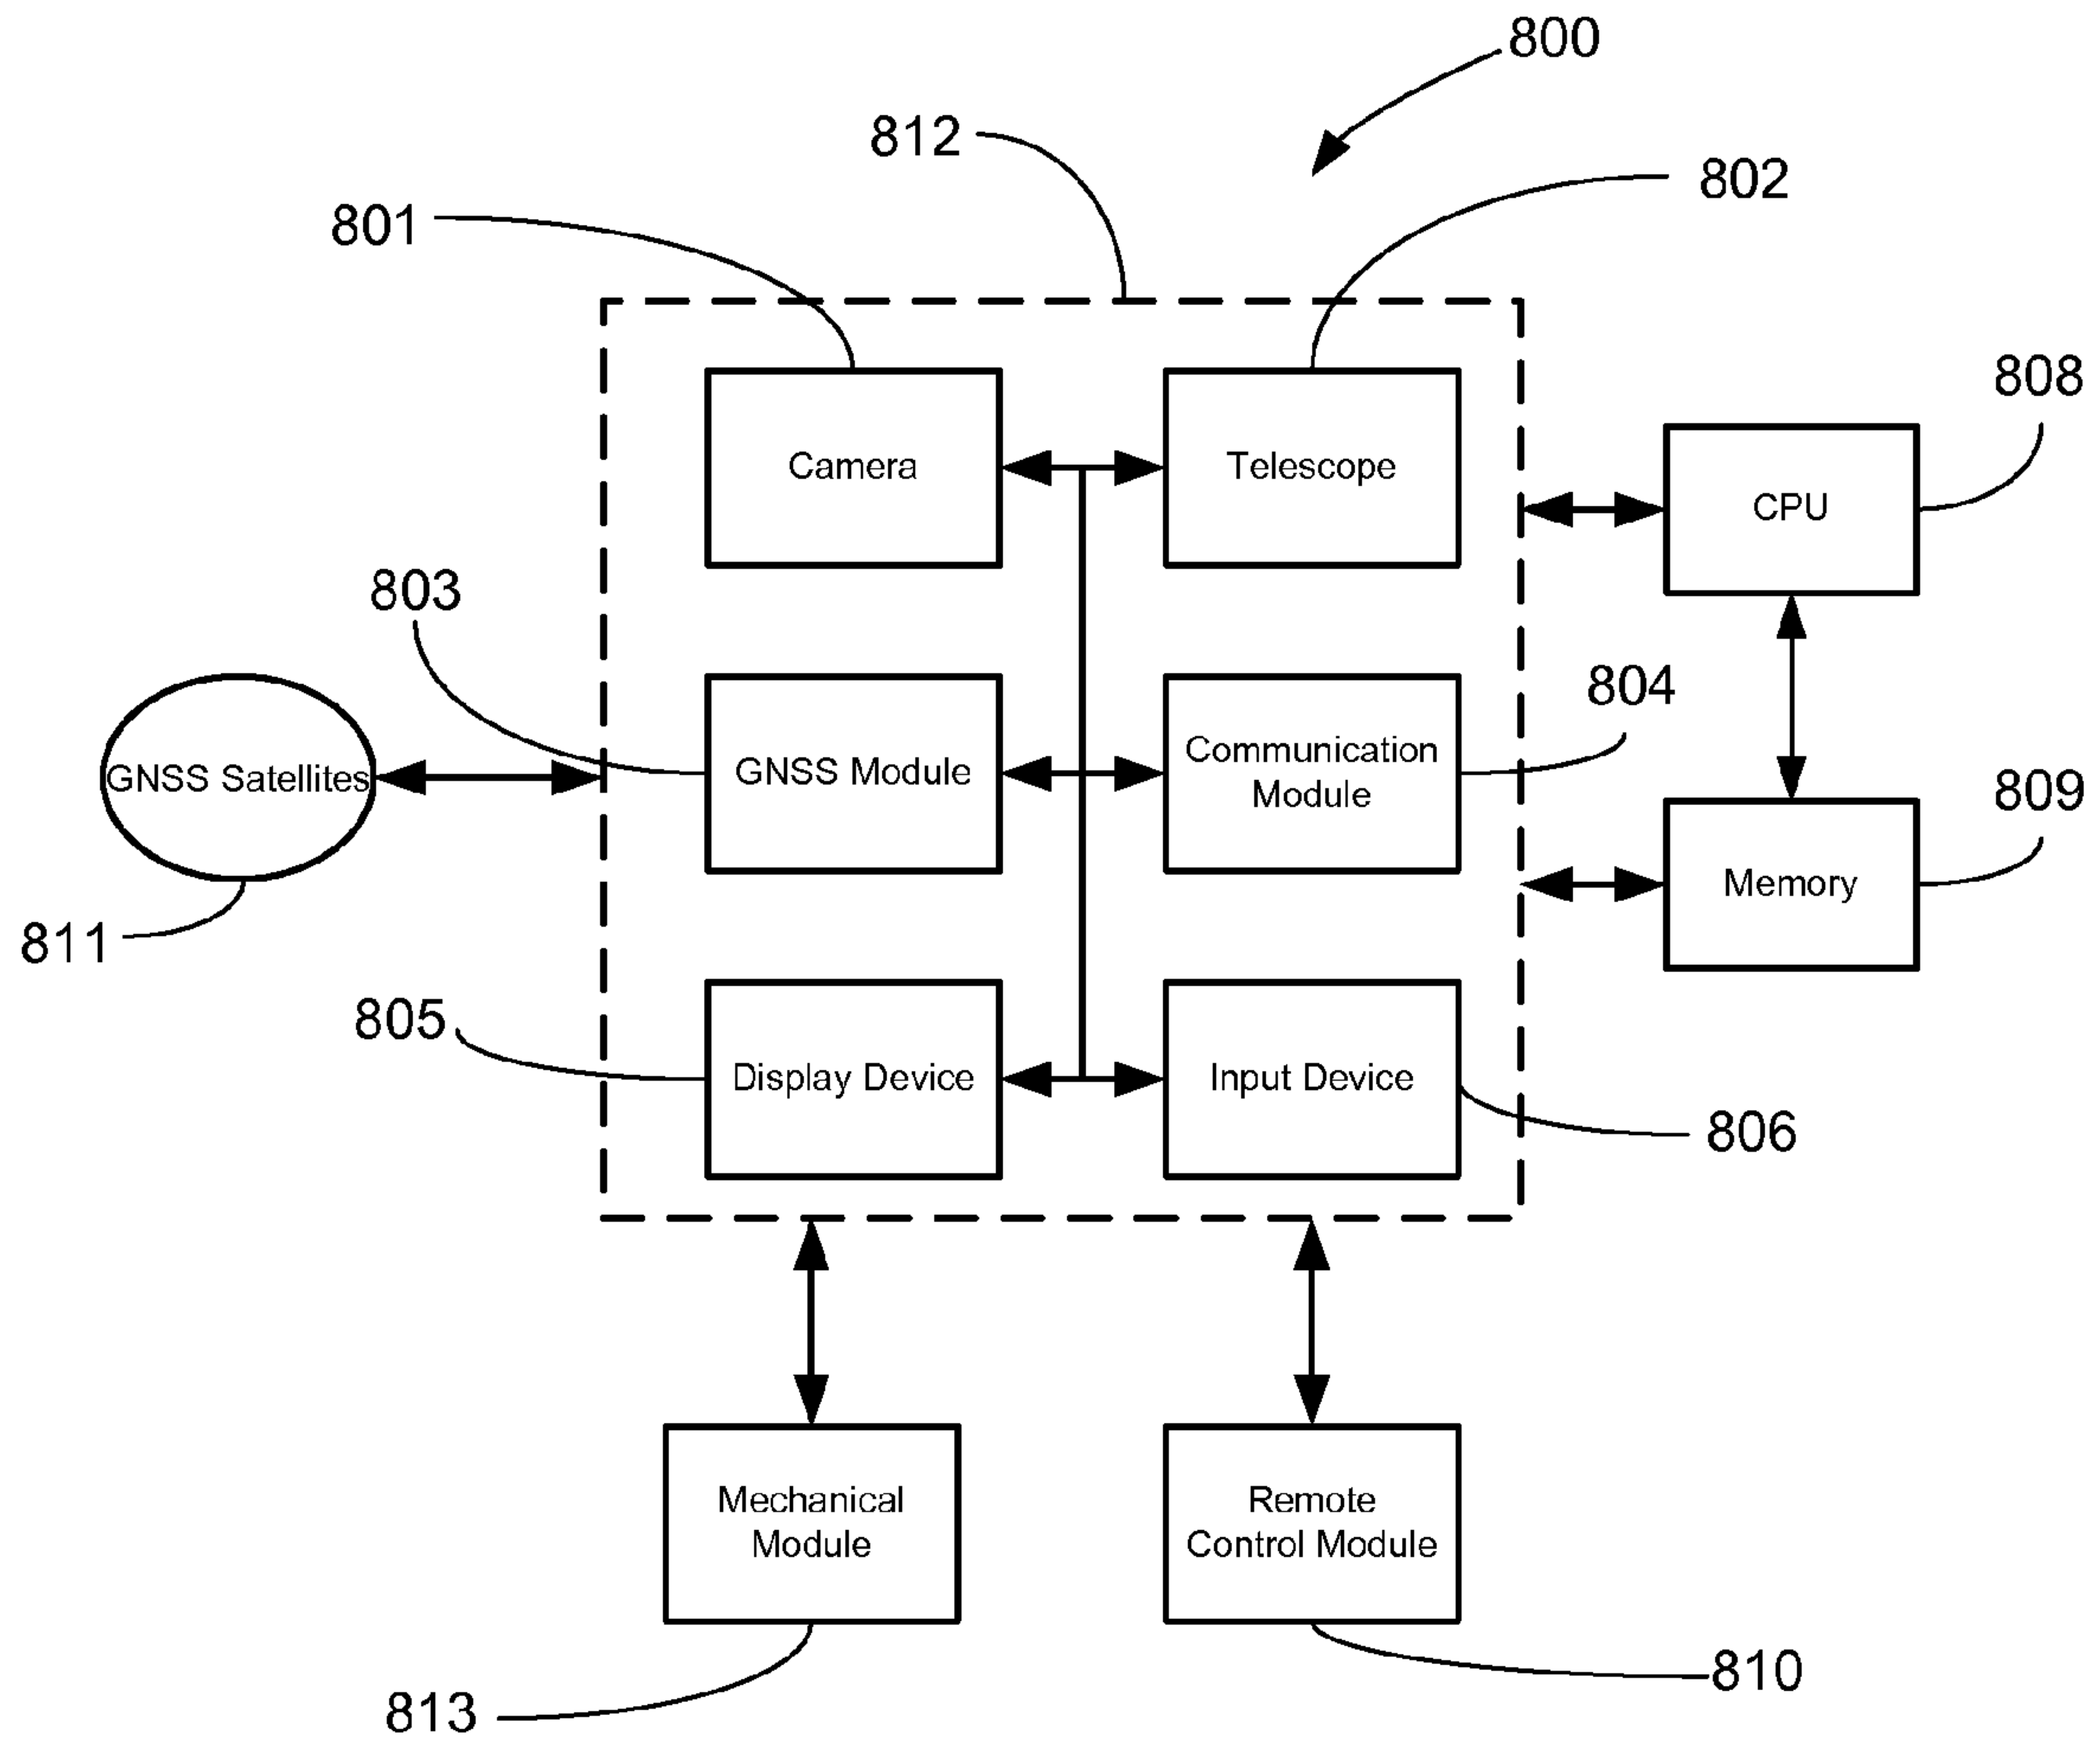 800
812
802
801
808
Camera
Telescope
CPU
803
804
GNSS Satellites
GNSS Module
Communication
Module
809
Memory
811
805
Display Device
Input Device
806
Mechanical
Module
Remote
Control Module
813
810